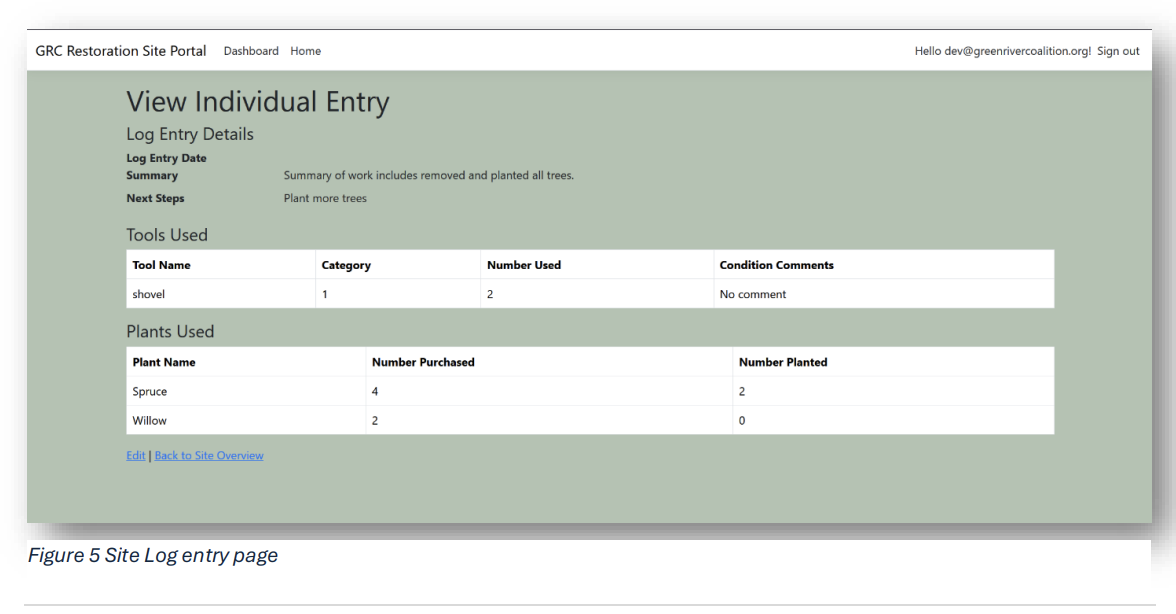 GRC Restoration Site Portal Dashboard Home Hello dev@greenrivercoalition.org! Sign out
View Individual Entry
Log Entry Details
Log Entry Date
Summary Summary of work includes removed and planted all trees.
Next Steps Plant more trees
Tools Used
Tool Name Category Number Used Condition Comments
shovel 1 2 No comment
Plants Used
Plant Name Number Purchased Number Planted
Spruce 4 2
Willow 2 0
Edit | Back to Site Overview
Figure 5 Site Log entry page